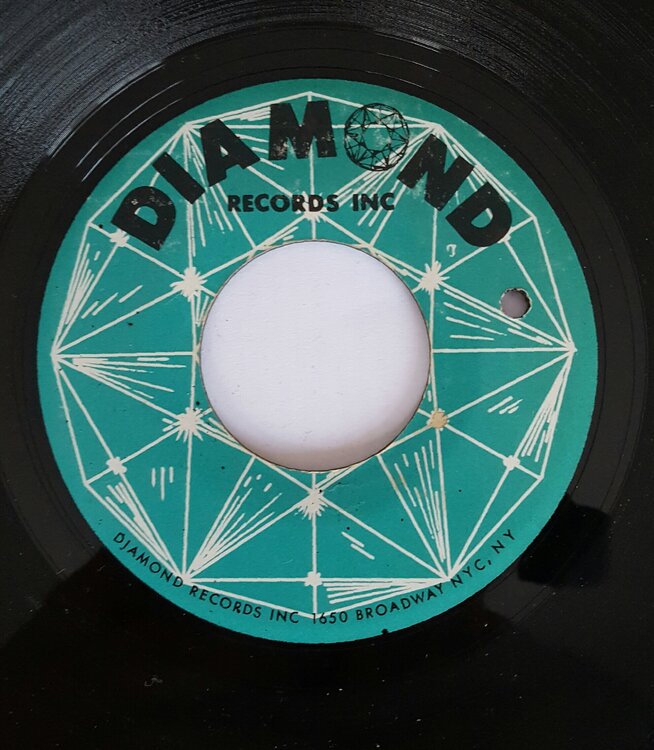 DIAMOND
RECORDS INC
DIAMOND RECORDS INC 1650 BROADWAY NYC, NY